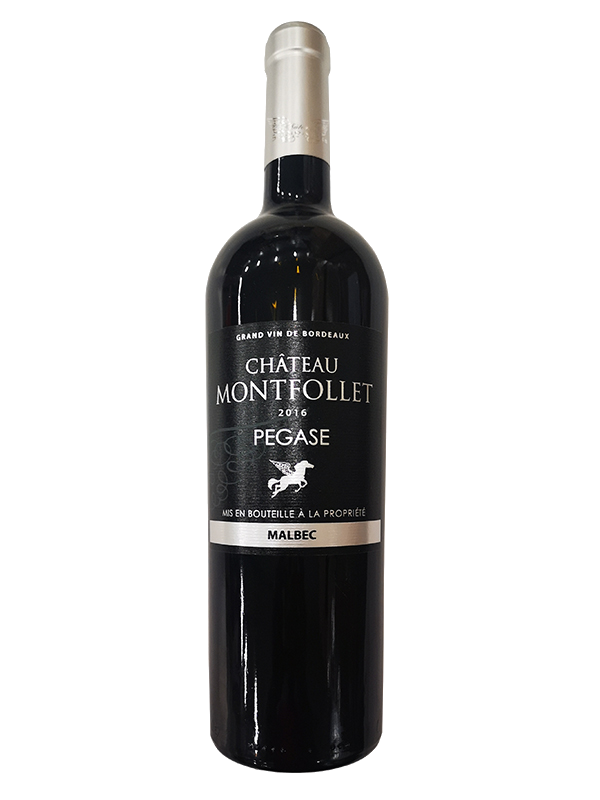 GRAND VIN DE BORDEAUX
CHÂTEAU
MONTFOLLET
2016
PEGASE
MIS EN BOUTEILLE À LA PROPRIÉTÉ
MALBEC